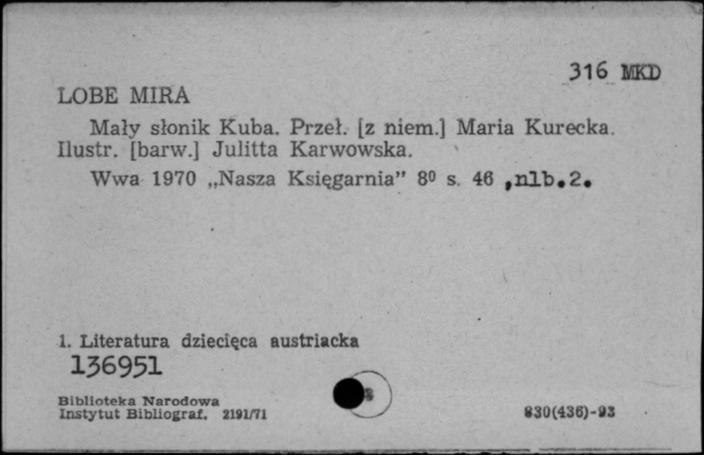 316 MKD
LOBE MIRA
Mały słonik Kuba. Przeł. [z niem.] Maria Kurecka.
Ilustr. [barw.] Julitta Karwowska.
Wwa 1970 „Nasza Księgarnia” 8⁰ s. 46 ,nlb.2.
1. Literatura dziecięca austriacka
136951
Biblioteka Narodowa
Instytut Bibliograf. 2191/71
830(436)-93